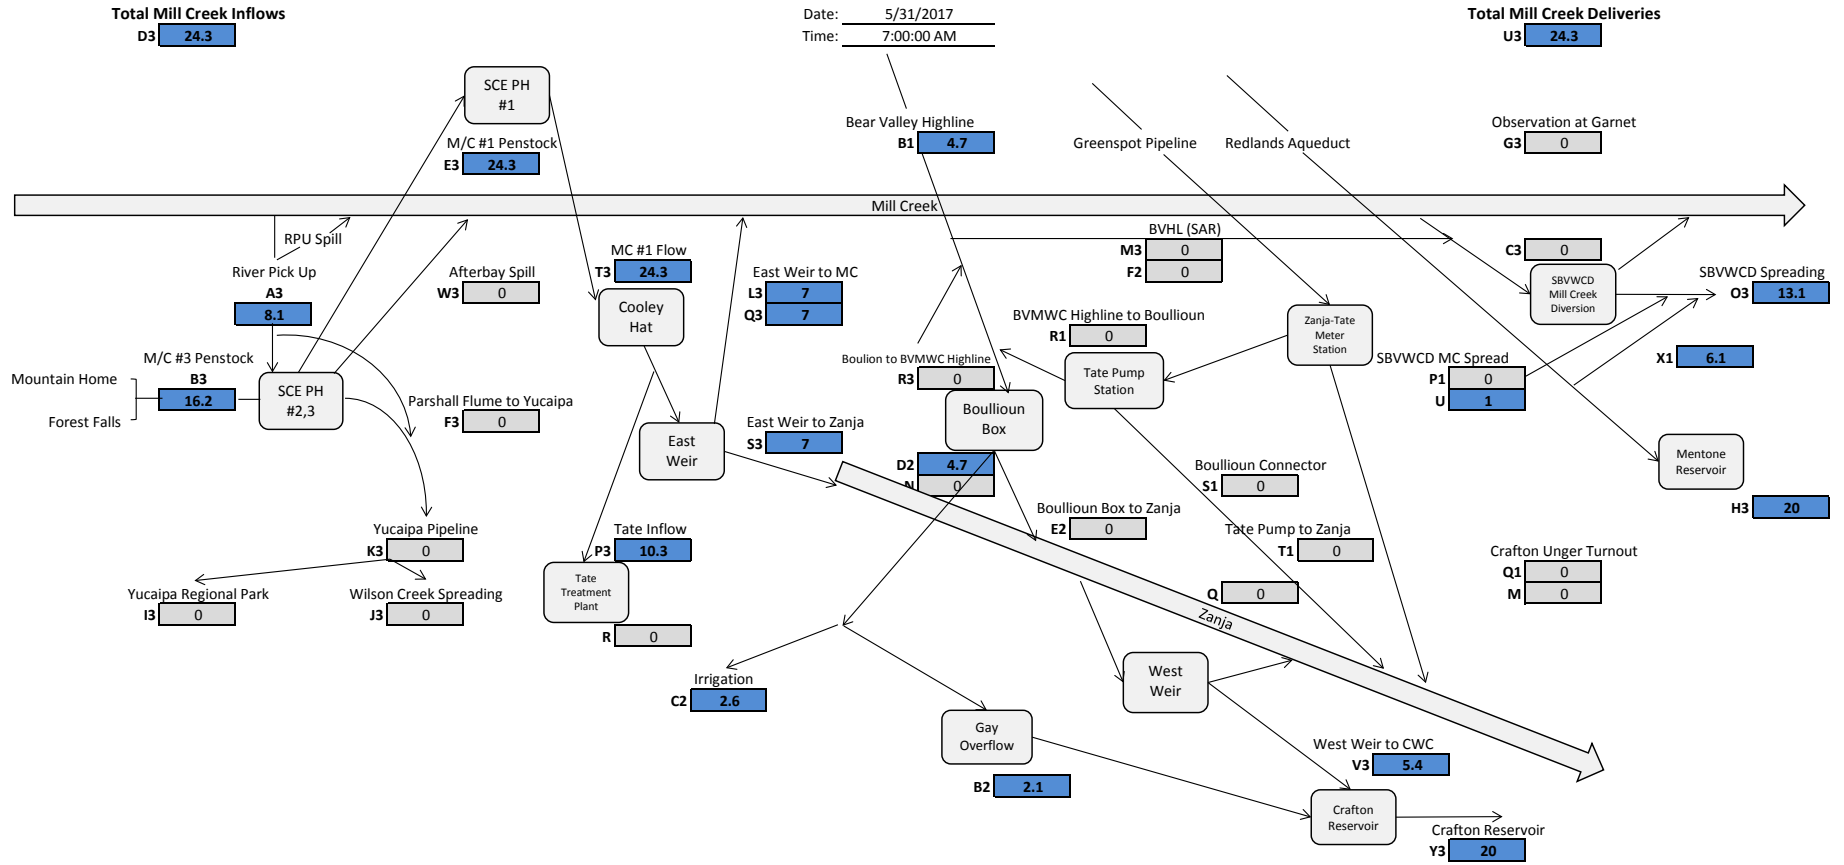 Total Mill Creek Inflows
D3 24.3
Date: 5/31/2017
Time: 7:00:00 AM
Total Mill Creek Deliveries
U3 24.3
SCE PH
#1
M/C #1 Penstock
E3 24.3
Bear Valley Highline
B1 4.7
Greenspot Pipeline
Redlands Aqueduct
Observation at Garnet
G3 0
Mill Creek
RPU Spill
River Pick Up
A3
8.1
Afterbay Spill
W3 0
MC #1 Flow
T3 24.3
Cooley
Hat
East Weir to MC
L3 7
Q3 7
BVHL (SAR)
M3 0
F2 0
C3 0
SBVWCD
Mill Creek
Diversion
SBVWCD Spreading
O3 13.1
M/C #3 Penstock
B3
16.2
Mountain Home
Forest Falls
SCE PH
#2,3
Parshall Flume to Yucaipa
F3 0
BVMWC Highline to Boullioun
R1 0
Boulion to BVMWC Highline
R3 0
Tate Pump
Station
Zanja-Tate
Meter
Station
SBVWCD MC Spread
P1 0
U 1
X1 6.1
Boullioun
Box
East
Weir
East Weir to Zanja
S3 7
D2 4.7
N 0
Boullioun Connector
S1 0
Mentone
Reservoir
H3 20
Boullioun Box to Zanja
E2 0
Tate Pump to Zanja
T1 0
Yucaipa Pipeline
K3 0
Tate Inflow
P3 10.3
Tate
Treatment
Plant
R 0
Yucaipa Regional Park
I3 0
Wilson Creek Spreading
J3 0
Q 0
Zanja
Crafton Unger Turnout
Q1 0
M 0
Irrigation
C2 2.6
West
Weir
Gay
Overflow
B2 2.1
West Weir to CWC
V3 5.4
Crafton
Reservoir
Crafton Reservoir
Y3 20